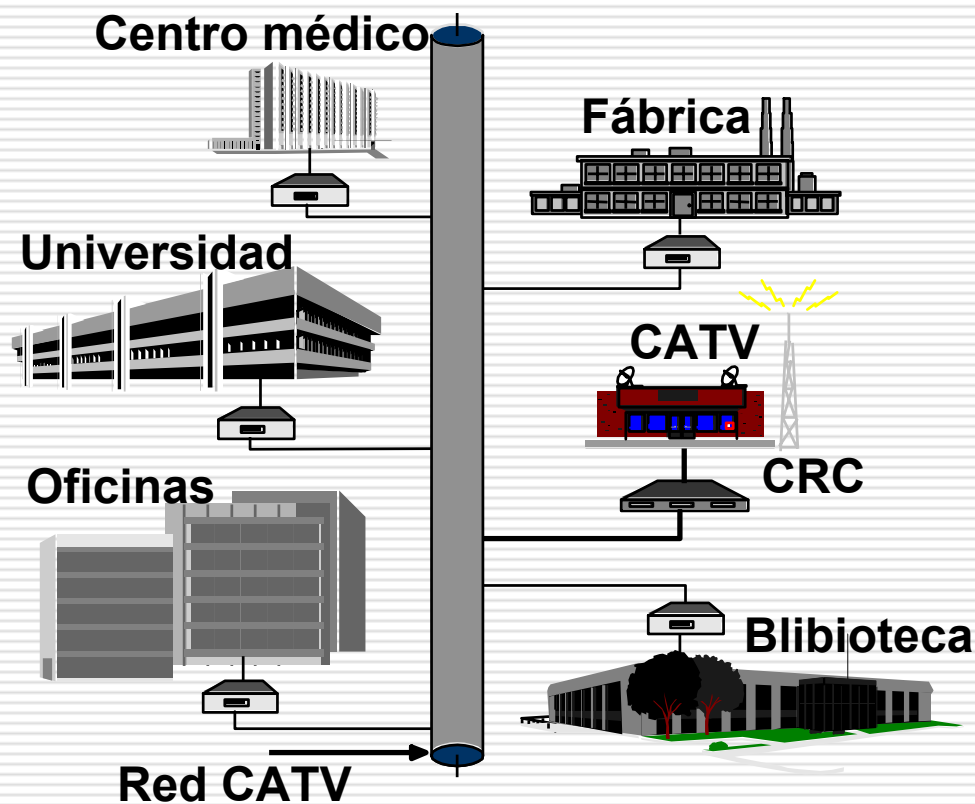 Centro médico
Fábrica
Universidad
CATV
CRC
Oficinas
Blibioteca
Red CATV